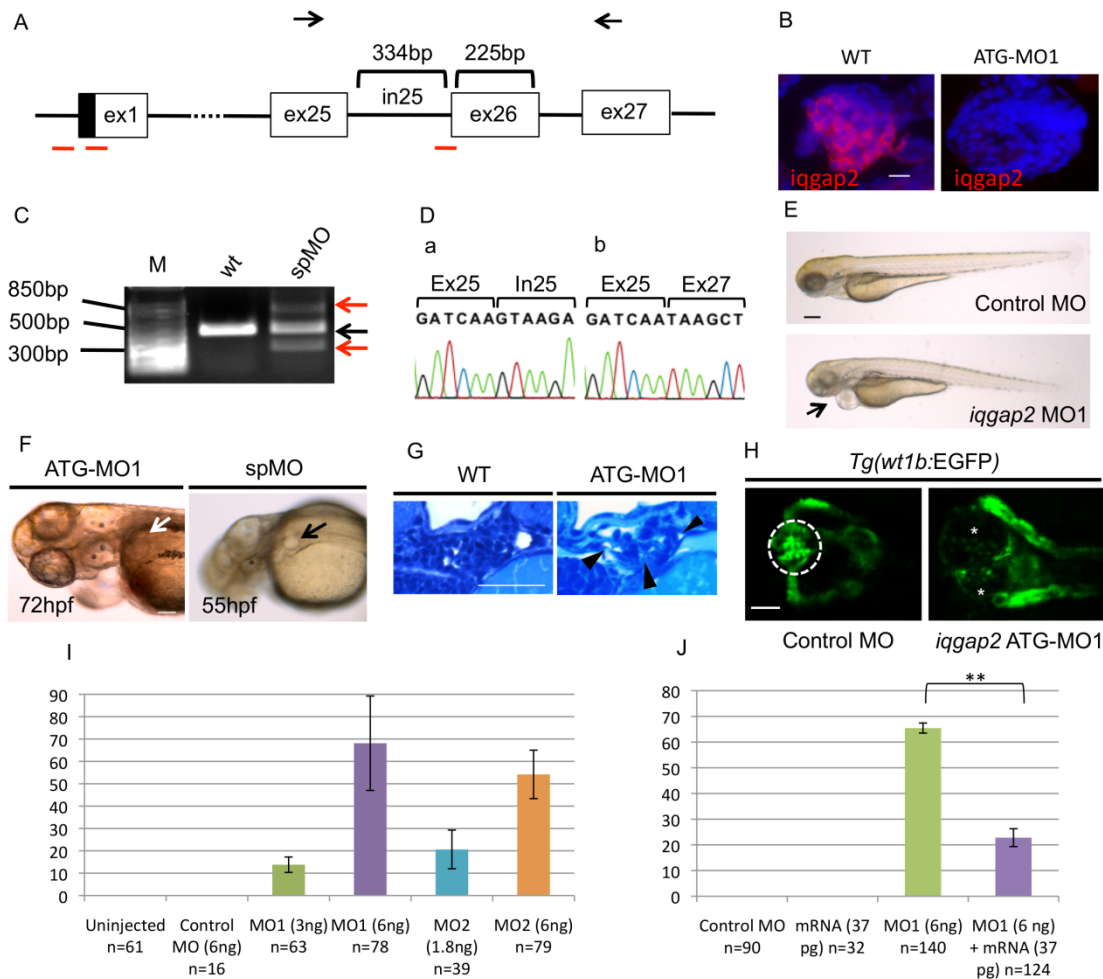 A
334bp
225bp
in25
ex1
ex25
ex26
ex27
B
WT
ATG-MO1
iqgap2
iqgap2
C
M
wt
spMO
850bp
500bp
300bp
D
a
b
Ex25
In25
Ex25
Ex27
GATCAAGTAAGA
GATCAATAAGCT
E
Control MO
iqgap2 MO1
F
ATG-MO1
spMO
72hpf
55hpf
G
WT
ATG-MO1
H
Tg(wt1b:EGFP)
*
*
Control MO
iqgap2 ATG-MO1
I
90
80
70
60
50
40
30
20
10
0
Uninjected
n=61
Control
MO (6ng)
n=16
MO1 (3ng)
n=63
MO1 (6ng)
n=78
MO2
(1.8ng)
n=39
MO2 (6ng)
n=79
J
**
80
70
60
50
40
30
20
10
0
Control MO
n=90
mRNA (37
pg) n=32
MO1 (6ng)
n=140
MO1 (6 ng)
+ mRNA (37
pg) n=124